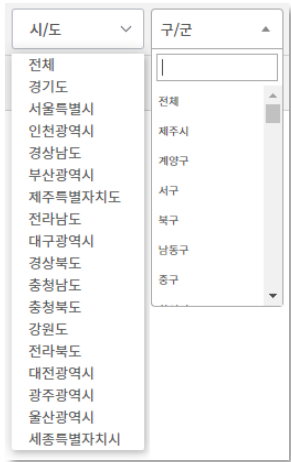 시/도
전체
경기도
서울특별시
인천광역시
경상남도
부산광역시
제주특별자치도
전라남도
대구광역시
경상북도
충청남도
충청북도
강원도
전라북도
대전광역시
광주광역시
울산광역시
세종특별자치시
구/군
전체
제주시
계양구
서구
북구
남동구
중구